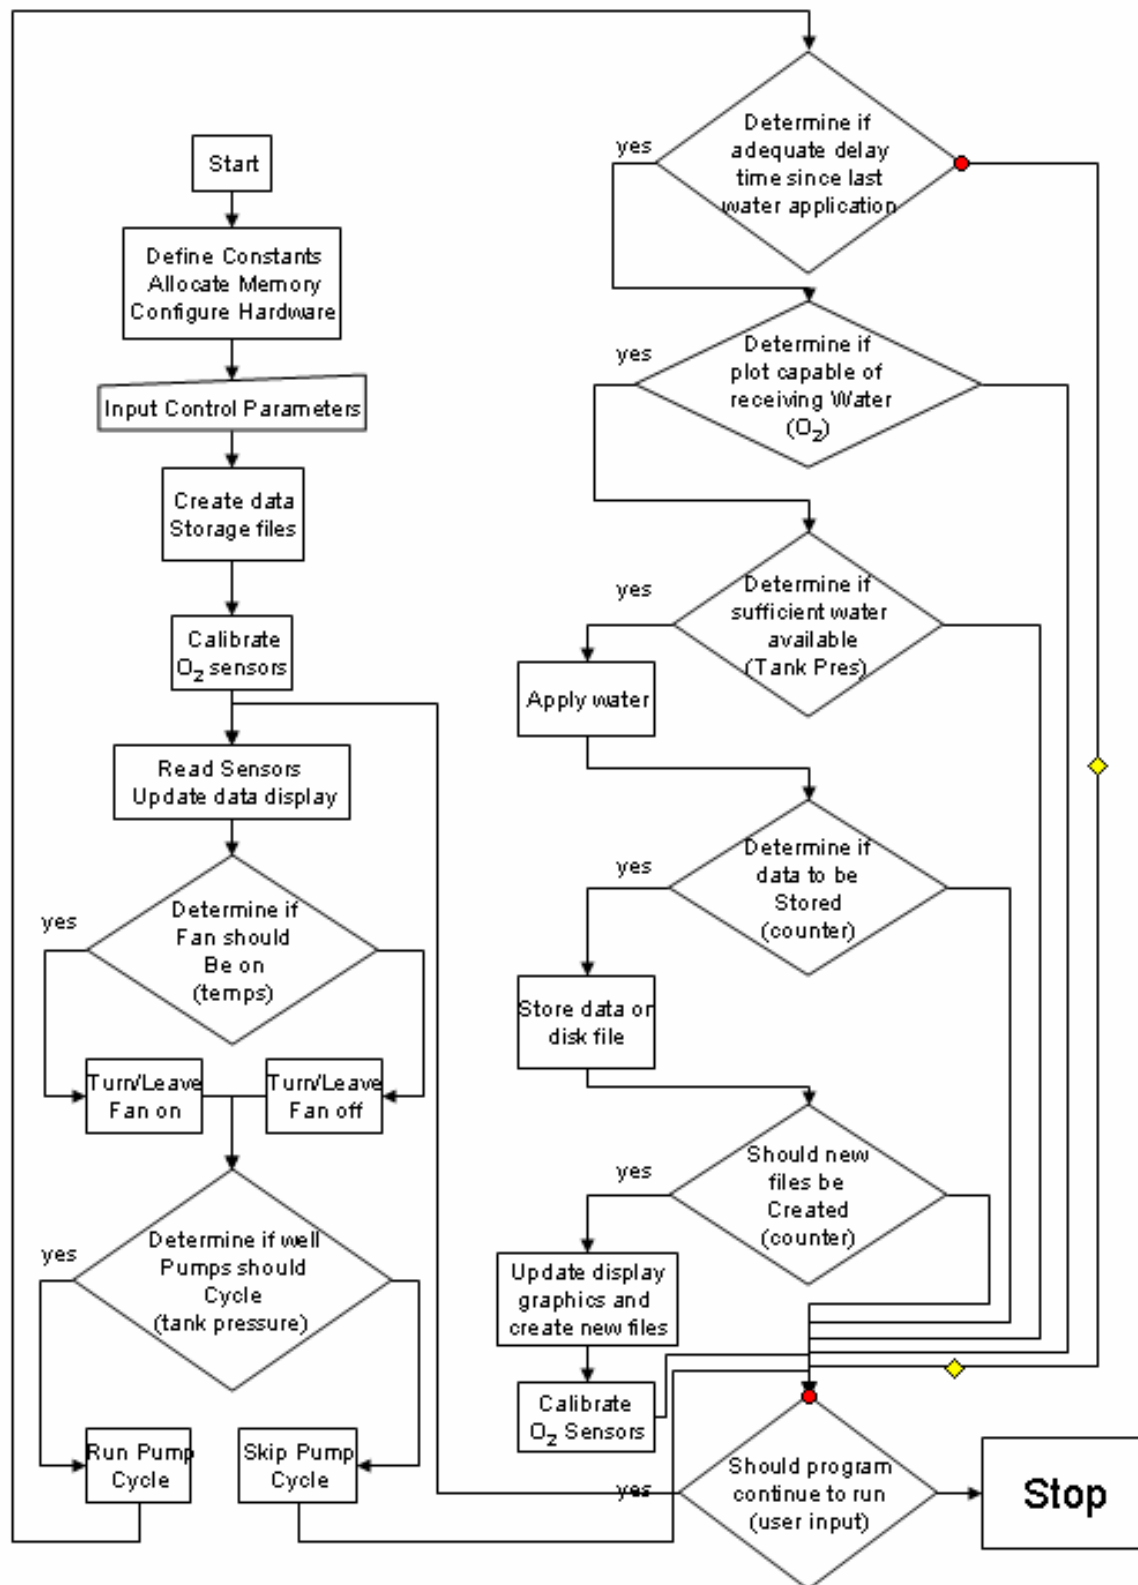 Start
Define Constants
Allocate Memory
Configure Hardware
Input Control Parameters
Create data
Storage files
Calibrate
O₂ sensors
Read Sensors
Update data display
yes
Determine if
Fan should
Be on
(temps)
Turn/Leave
Fan on
Turn/Leave
Fan off
yes
Determine if well
Pumps should
Cycle
(tank pressure)
Run Pump
Cycle
Skip Pump
Cycle
yes
Determine if
adequate delay
time since last
water application
yes
Determine if
plot capable of
receiving Water
(O₂)
yes
Determine if
sufficient water
available
(Tank Pres)
Apply water
yes
Determine if
data to be
Stored
(counter)
Store data on
disk file
yes
Should new
files be
Created
(counter)
Update display
graphics and
create new files
Calibrate
O₂ Sensors
yes
Should program
continue to run
(user input)
Stop